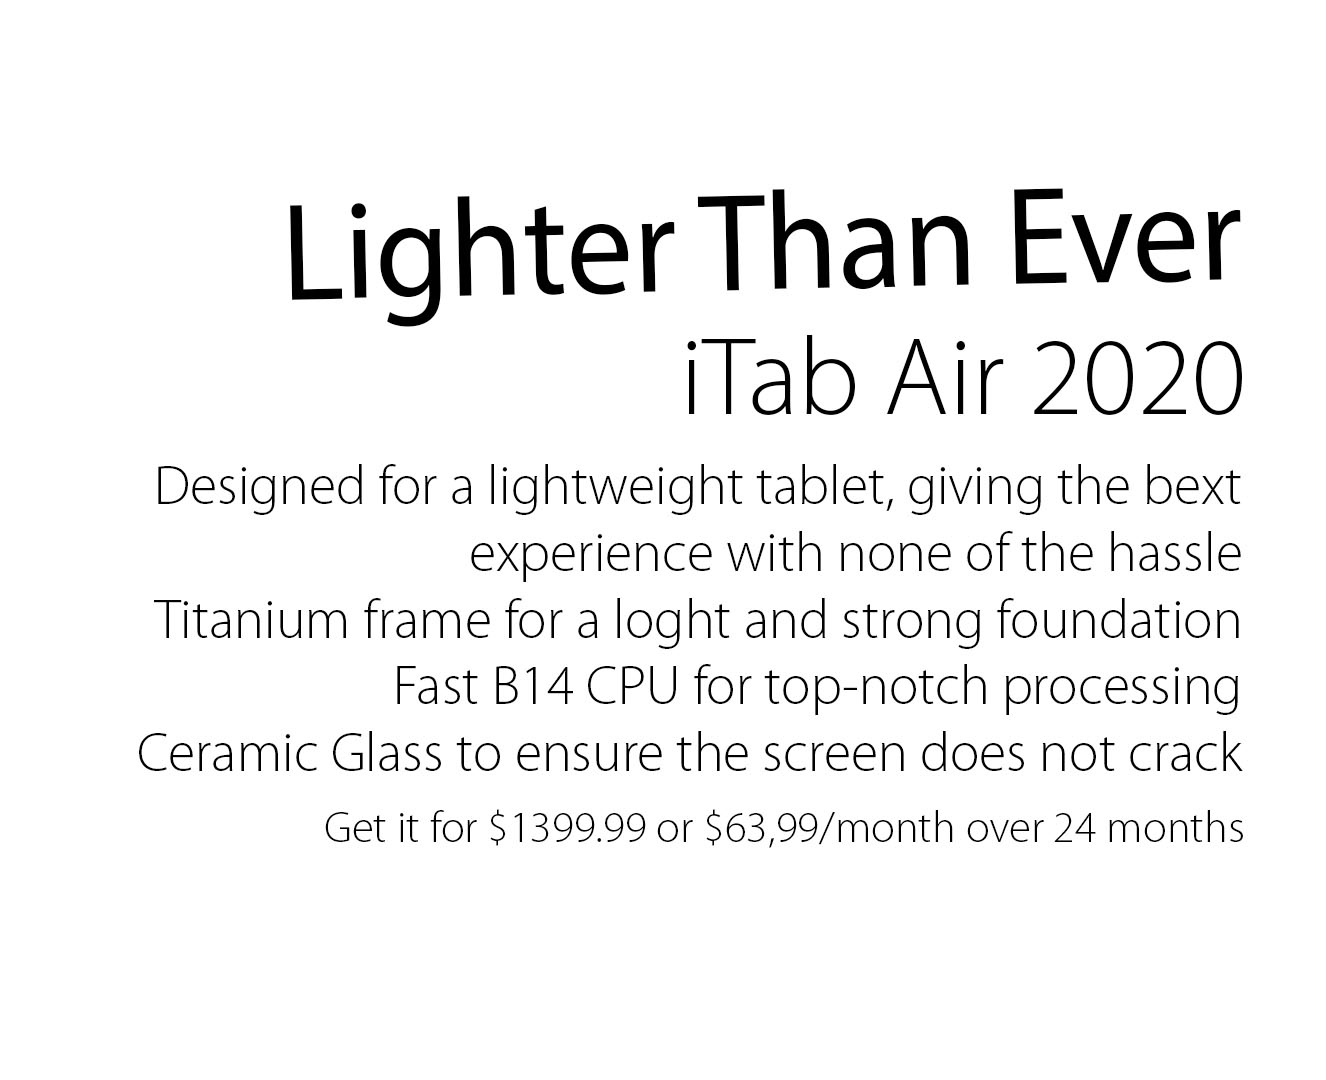 Lighter Than Ever
iTab Air 2020
Designed for a lightweight tablet, giving the bext
experience with none of the hassle
Titanium frame for a loght and strong foundation
Fast B14 CPU for top-notch processing
Ceramic Glass to ensure the screen does not crack
Get it for $1399.99 or $63,99/month over 24 months